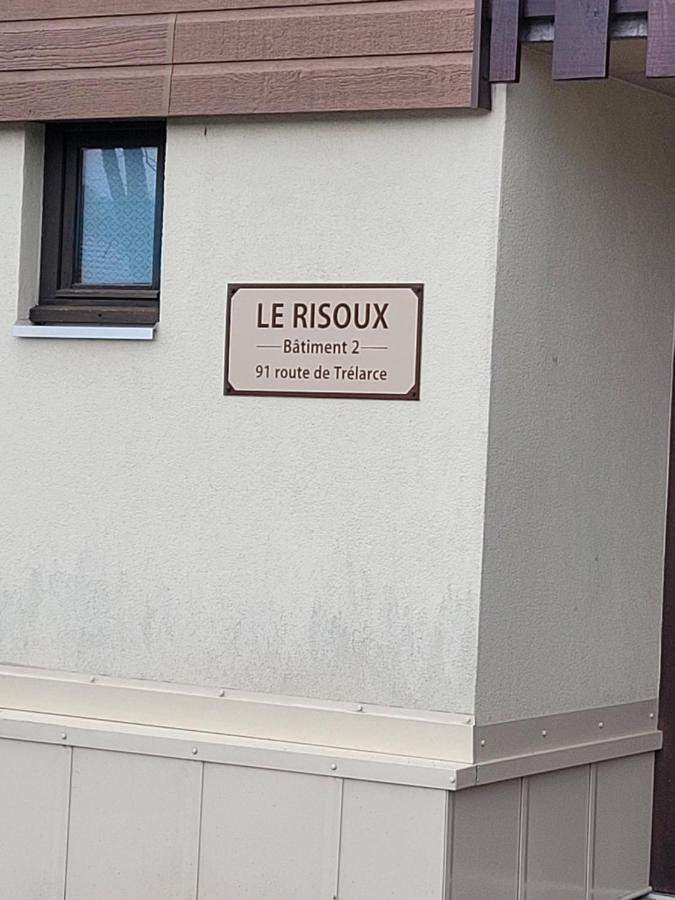 LE RISOUX
Bâtiment 2
91 route de Trélarce